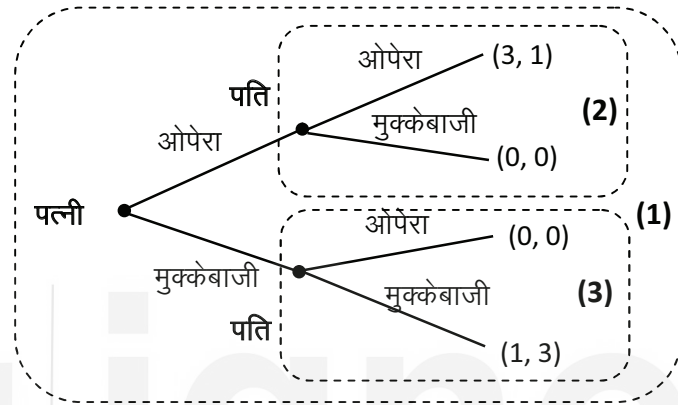 ओपेरा
(3, 1)
पति
मुक्केबाजी
(2)
ओपेरा
(0, 0)
पत्नी
(1)
ओपेरा
(0, 0)
मुक्केबाजी
मुक्केबाजी
(3)
पति
(1, 3)